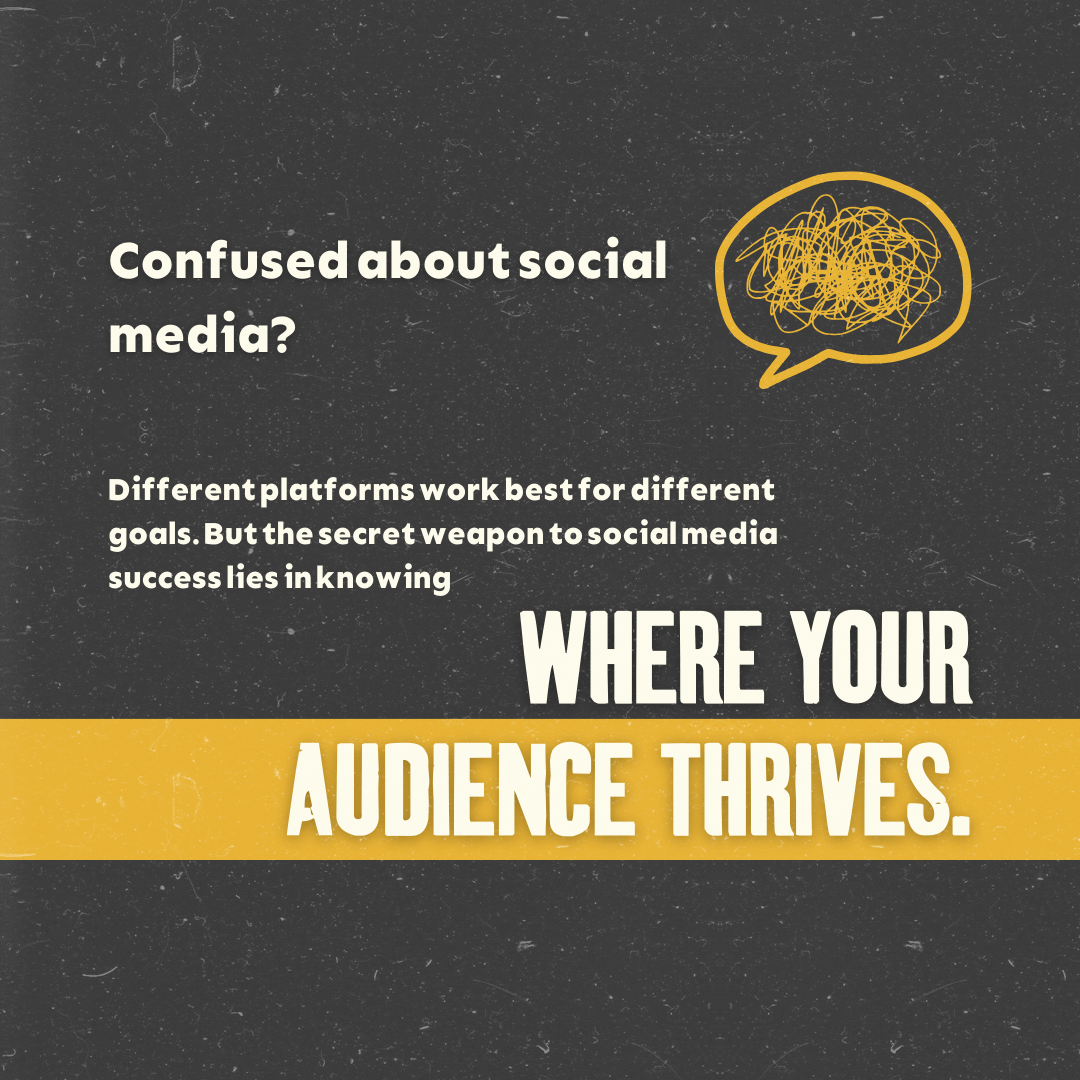 Confused about social
media?
Different platforms work best for different
goals. But the secret weapon to social media
success lies in knowing
WHERE YOUR
AUDIENCE THRIVES.